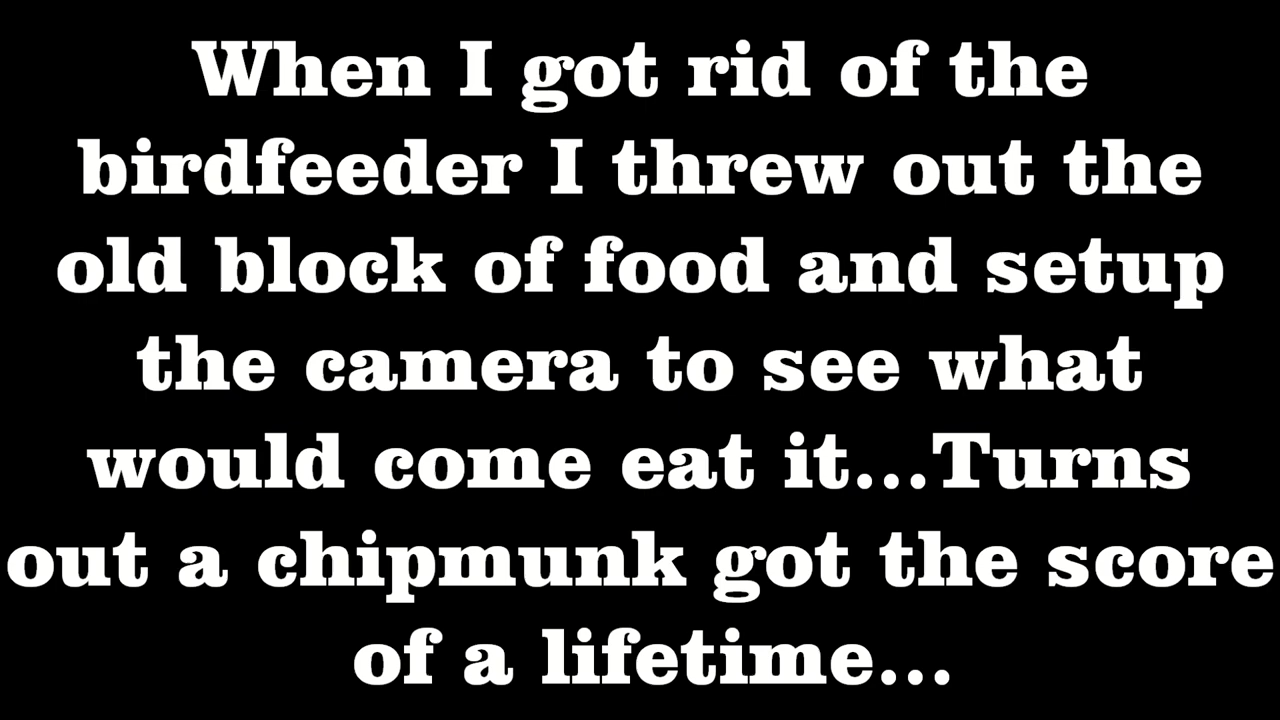 When I got rid of the
birdfeeder I threw out the
old block of food and setup
the camera to see what
would come eat it...Turns
out a chipmunk got the score
of a lifetime...